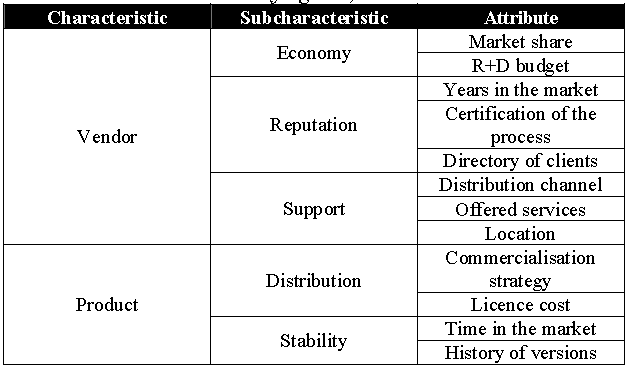 Characteristic Subcharacteristic Attribute
Vendor
Economy
Market share
R+D budget
Reputation
Years in the market
Certification of the
process
Directory of clients
Support
Distribution channel
Offered services
Location
Product
Distribution
Commercialisation
strategy
Licence cost
Stability
Time in the market
History of versions